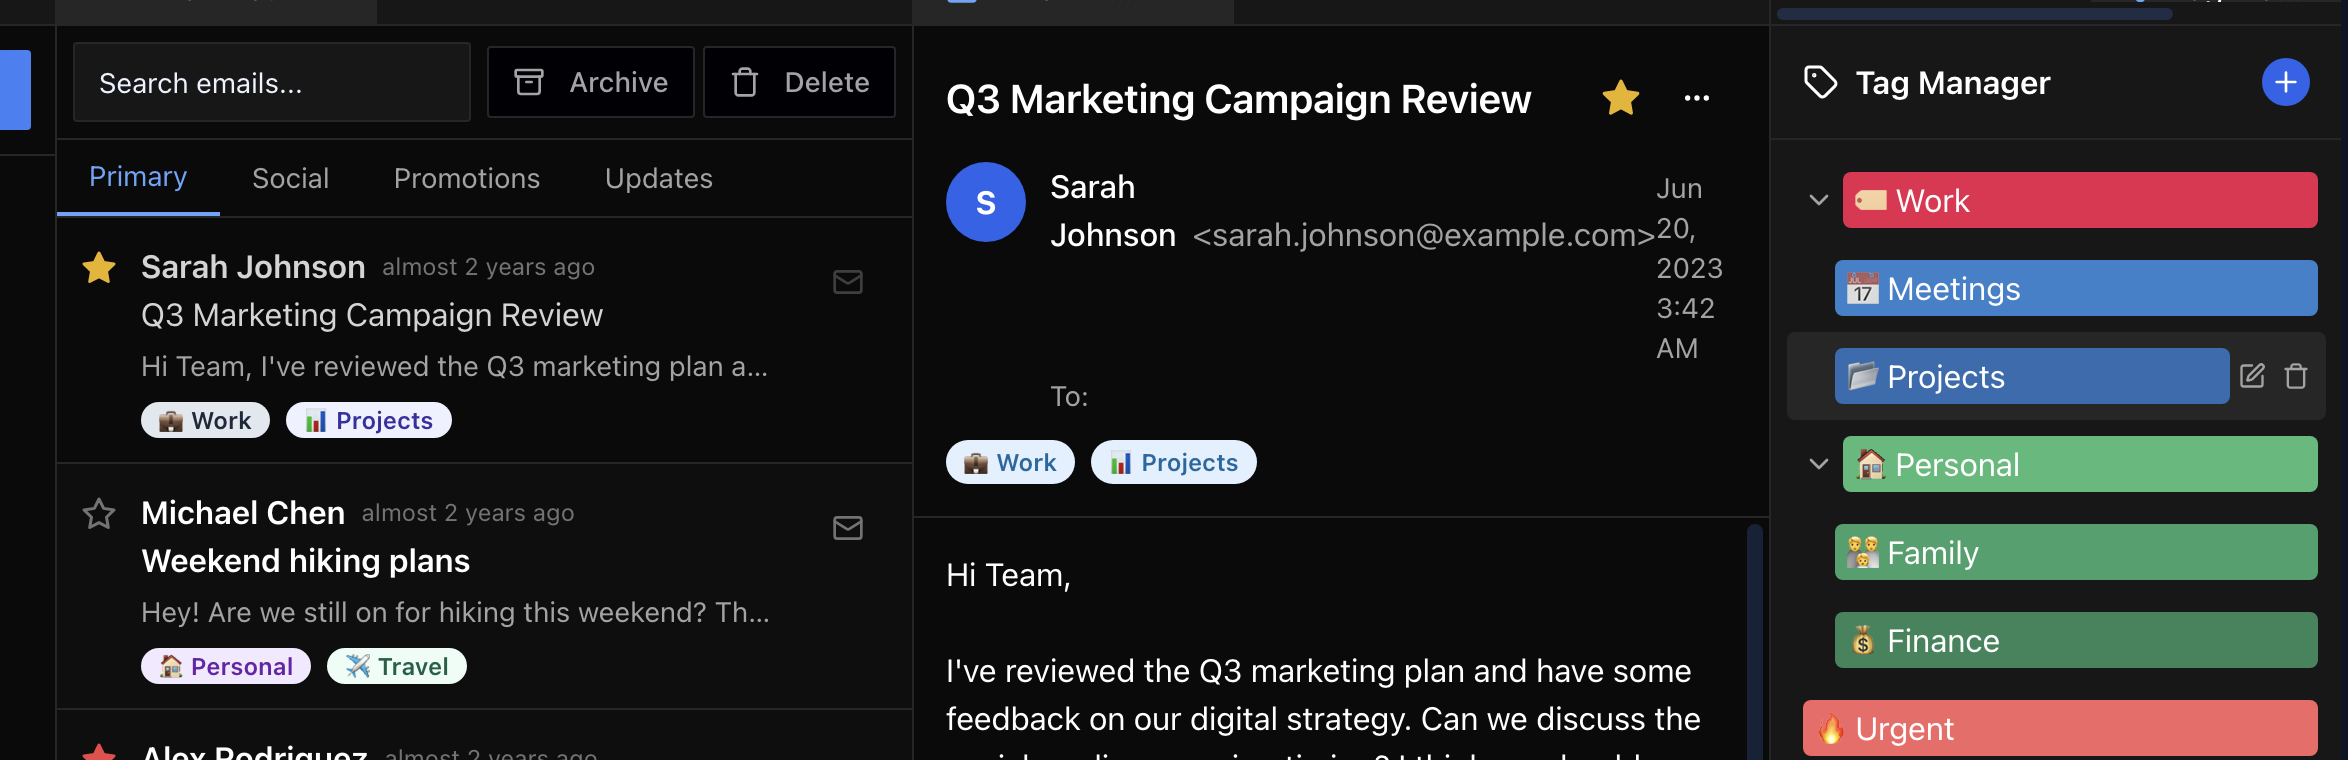 Search emails...
Archive
Delete
Primary
Social
Promotions
Updates
Sarah Johnson almost 2 years ago
Q3 Marketing Campaign Review
Hi Team, I've reviewed the Q3 marketing plan a...
Work
Projects
Michael Chen almost 2 years ago
Weekend hiking plans
Hey! Are we still on for hiking this weekend? Th...
Personal
Travel
Alex Rodriguez almost 2 years ago
Q3 Marketing Campaign Review
S
Sarah
Johnson <sarah.johnson@example.com>
Jun
20,
2023
3:42
AM
To:
Work
Projects
Hi Team,
I've reviewed the Q3 marketing plan and have some
feedback on our digital strategy. Can we discuss the
Tag Manager
Work
JUL
17
Meetings
Projects
Personal
Family
Finance
Urgent